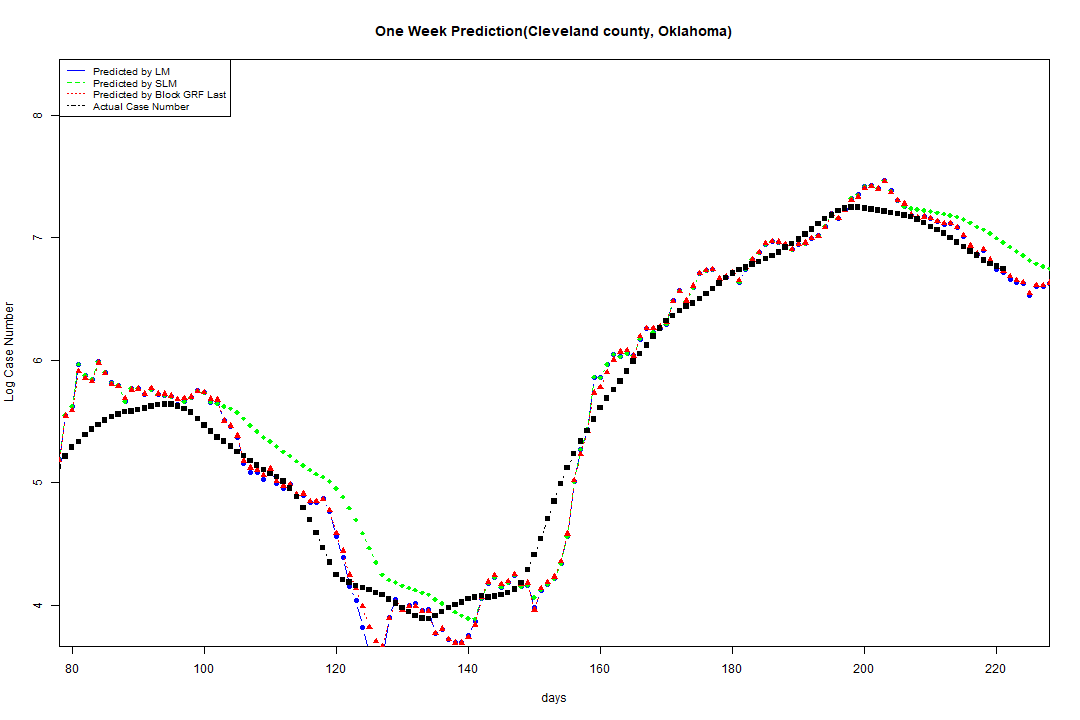 One Week Prediction(Cleveland county, Oklahoma)
Predicted by LM
Predicted by SLM
Predicted by Block GRF Last
Actual Case Number
8
7
6
5
4
Log Case Number
80 100 120 140 160 180 200 220
days